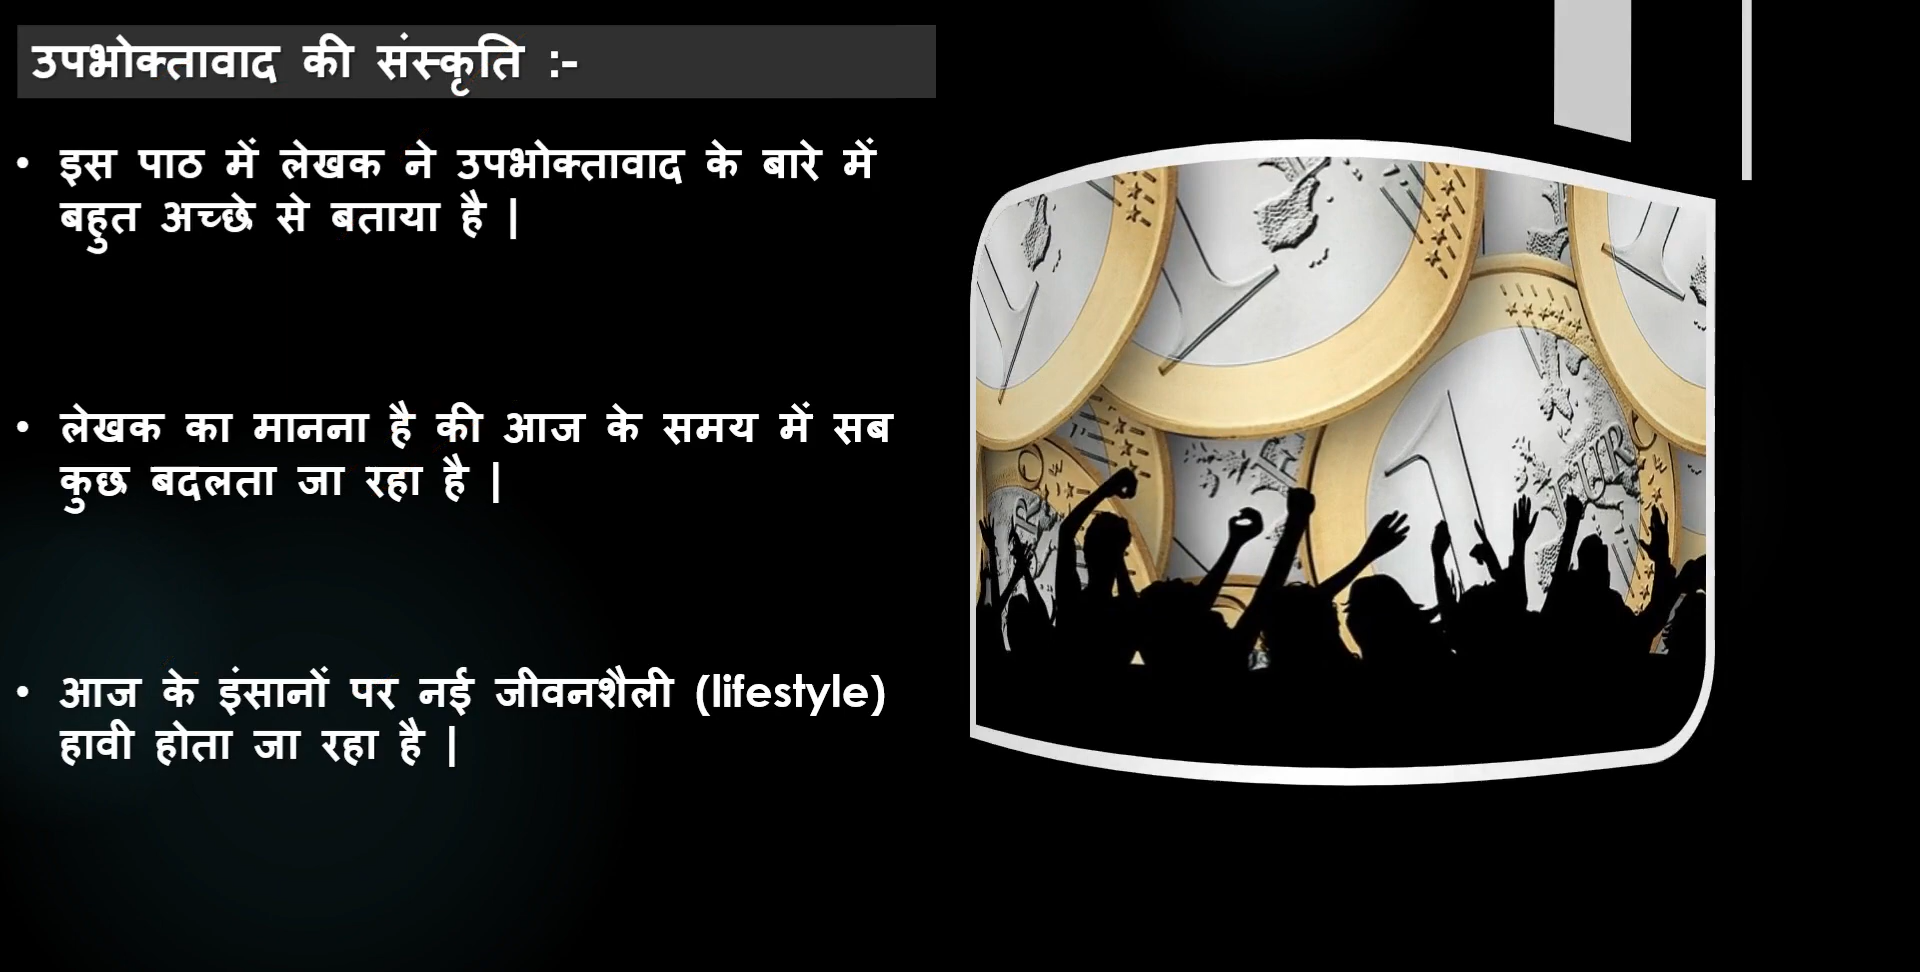 उपभोक्तावाद की संस्कृति :-
• इस पाठ में लेखक ने उपभोक्तावाद के बारे में
बहुत अच्छे से बताया है |
• लेखक का मानना है की आज के समय में सब
कुछ बदलता जा रहा है |
• आज के इंसानों पर नई जीवनशैली (lifestyle)
हावी होता जा रहा है |